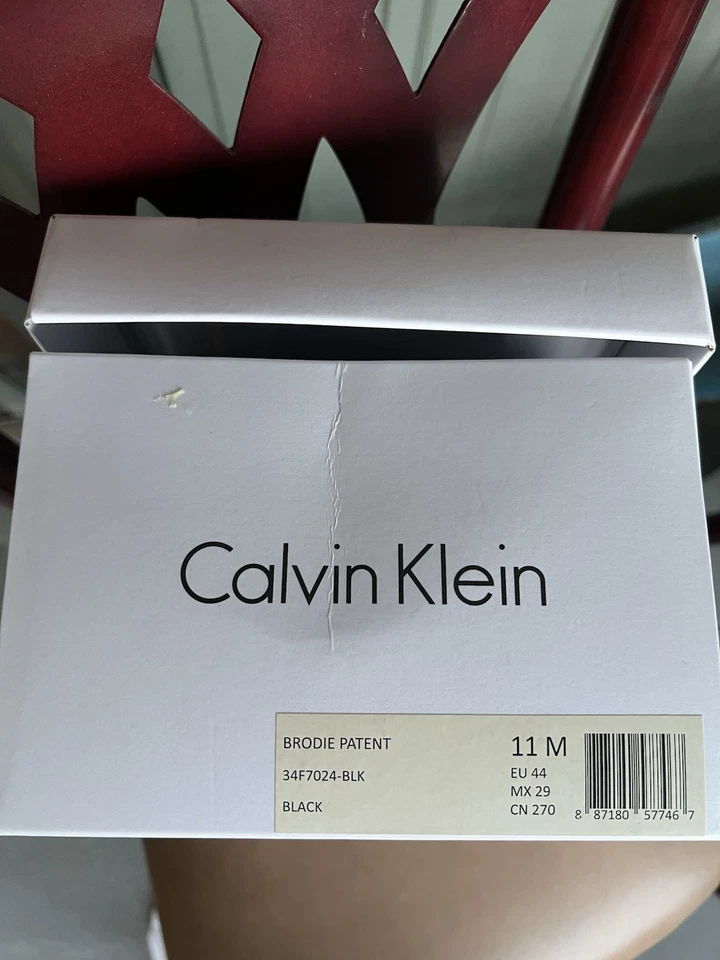 Calvin Klein
BRODIE PATENT
34F7024-BLK
BLACK
11 M
EU 44
MX 29
CN 270
8 87180 57746 7